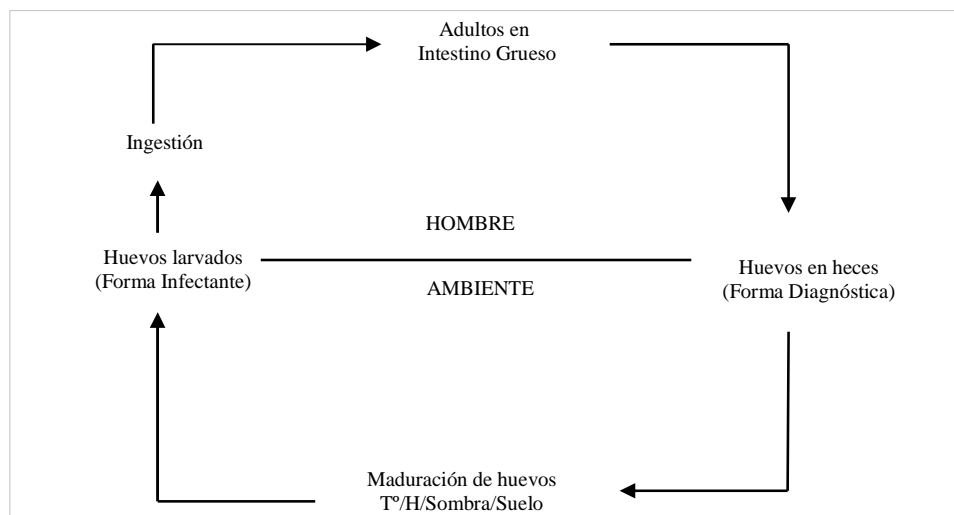 Adultos en
Intestino Grueso
Ingestión
HOMBRE
Huevos larvados
(Forma Infectante)
AMBIENTE
Huevos en heces
(Forma Diagnóstica)
Maduración de huevos
Tº/H/Sombra/Suelo